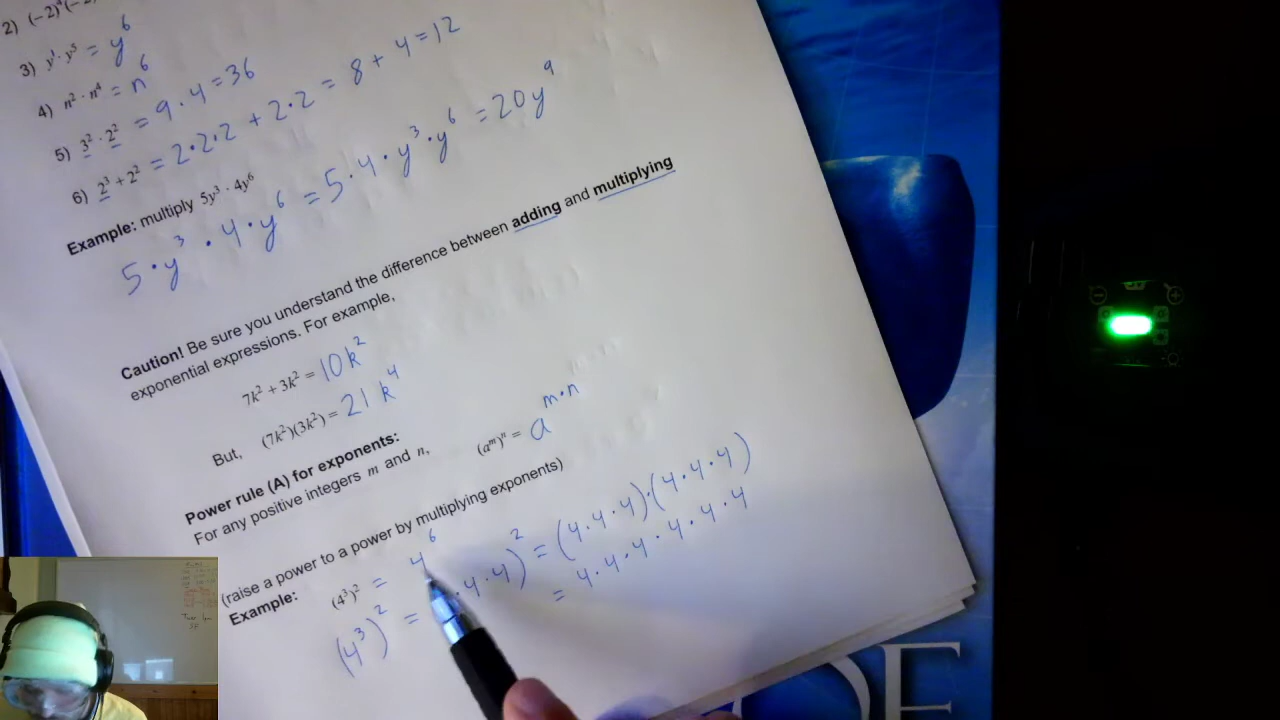 2) (−2)⁴(−2
3) y¹ · y⁵ = y⁶
4) n² · n⁴ = n⁶
5) 3² · 2² = 9 · 4 = 36
6) 2³ + 2² = 2·2·2 + 2·2 = 8 + 4 = 12
Example: multiply 5y³ · 4y⁶
5 · y³ · 4 · y⁶ = 5 · 4 · y³ · y⁶ = 20y⁹
Caution! Be sure you understand the difference between adding and multiplying
exponential expressions. For example,
7k² + 3k² = 10k²
But, (7k²)(3k²) = 21k⁴
Power rule (A) for exponents:
For any positive integers m and n, (aᵐ)ⁿ = a^(m·n)
(raise a power to a power by multiplying exponents)
Example: (4³)² = 4⁶
(4³)² = · 4 · 4)² = (4 · 4 · 4)·(4 · 4 · 4)
= 4 · 4 · 4 · 4 · 4 · 4